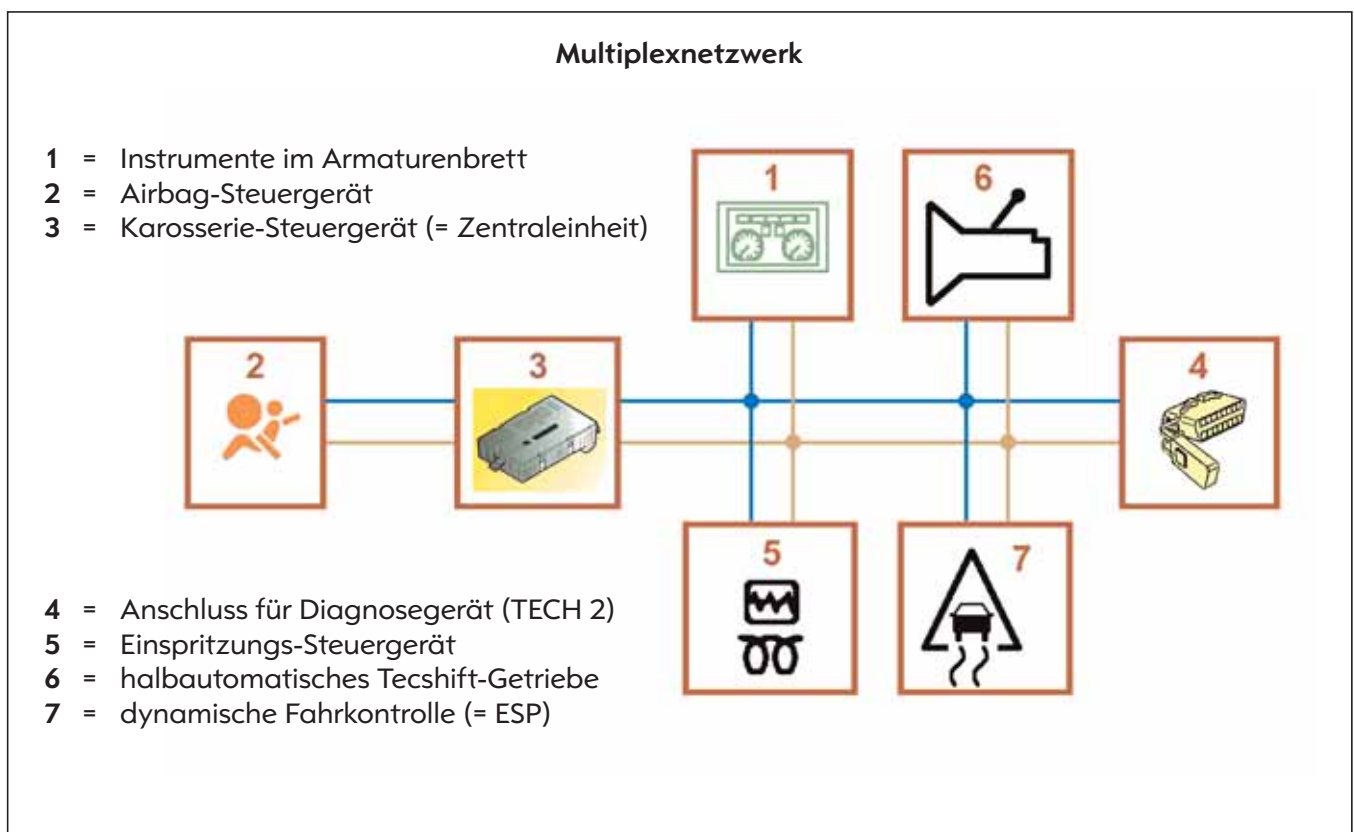 Multiplexnetzwerk
1 = Instrumente im Armaturenbrett
2 = Airbag-Steuergerät
3 = Karosserie-Steuergerät (= Zentraleinheit)
1
6
2
3
4
5
7
4 = Anschluss für Diagnosegerät (TECH 2)
5 = Einspritzungs-Steuergerät
6 = halbautomatisches Tecshift-Getriebe
7 = dynamische Fahrkontrolle (= ESP)